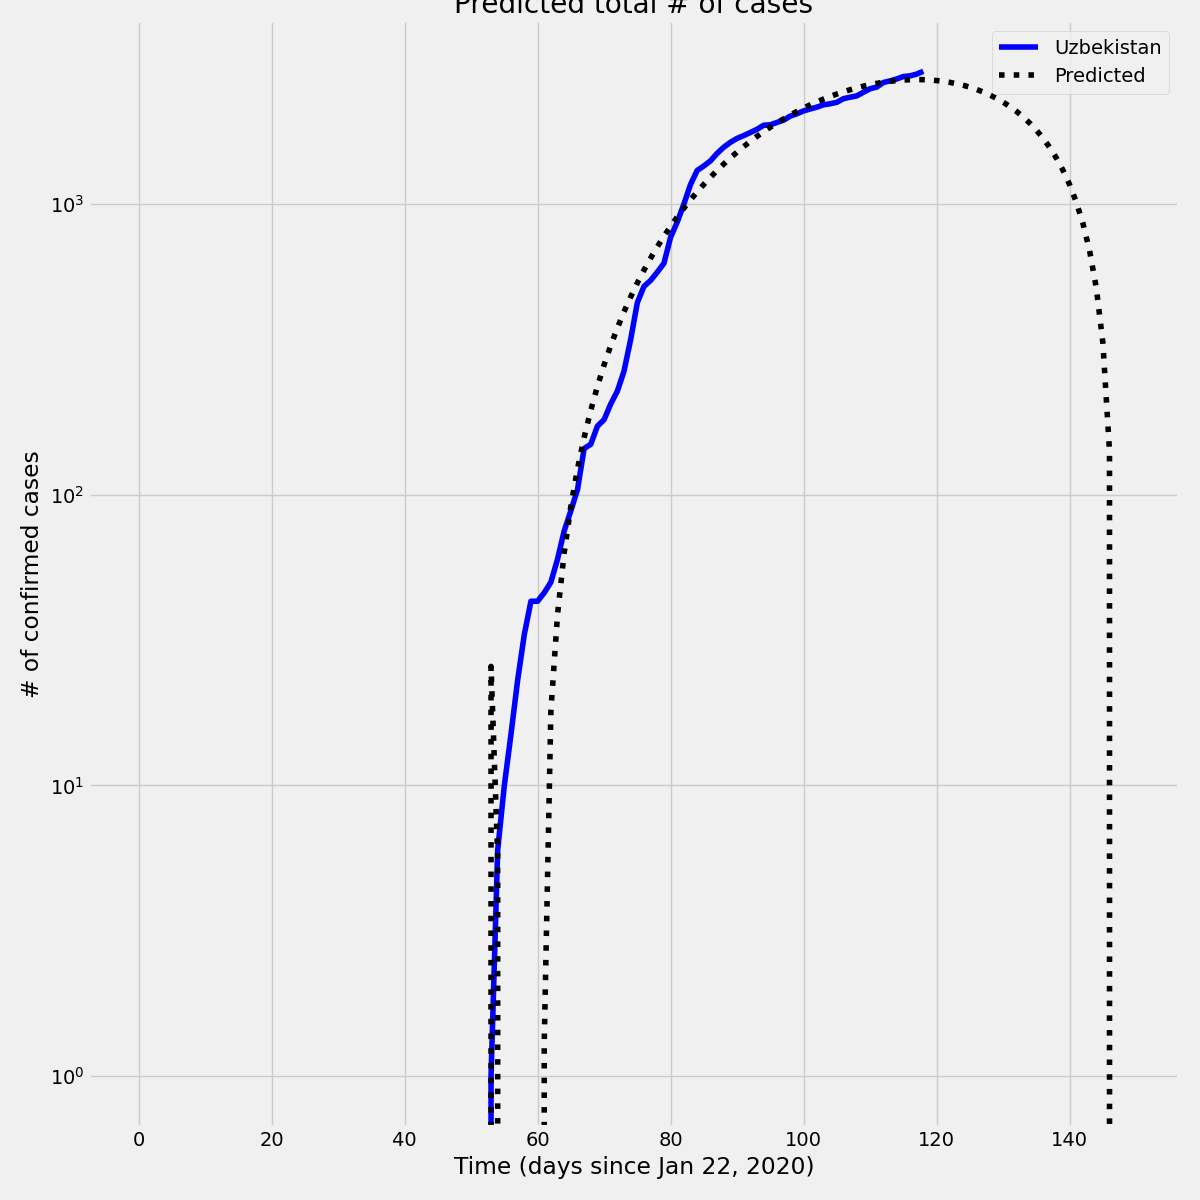 Predicted total # of cases
Uzbekistan
Predicted
# of confirmed cases
10³
10²
10¹
10⁰
0 20 40 60 80 100 120 140
Time (days since Jan 22, 2020)